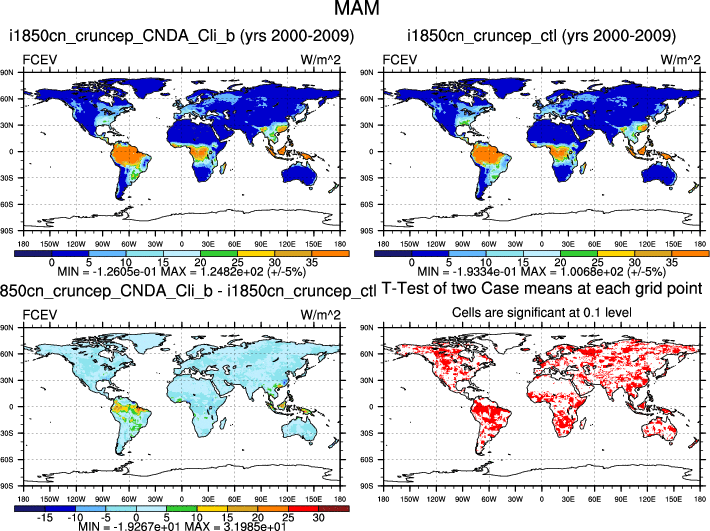 MAM
i1850cn_cruncep_CNDA_Cli_b (yrs 2000-2009)
i1850cn_cruncep_ctl (yrs 2000-2009)
FCEV W/m^2
FCEV W/m^2
90N
60N
30N
0
30S
60S
90S
180 150W 120W 90W 60W 30W 0 30E 60E 90E 120E 150E 180
0 5 10 15 20 25 30 35
MIN = -1.2605e-01 MAX = 1.2482e+02 (+/-5%)
90N
60N
30N
0
30S
60S
90S
180 150W 120W 90W 60W 30W 0 30E 60E 90E 120E 150E 180
0 5 10 15 20 25 30 35
MIN = -1.9334e-01 MAX = 1.0068e+02 (+/-5%)
850cn_cruncep_CNDA_Cli_b - i1850cn_cruncep_ctl
T-Test of two Case means at each grid point
FCEV W/m^2
Cells are significant at 0.1 level
90N
60N
30N
0
30S
60S
90S
180 150W 120W 90W 60W 30W 0 30E 60E 90E 120E 150E 180
-15 -10 -5 0 5 10 15 20 25 30
MIN = -1.9267e+01 MAX = 3.1985e+01
90N
60N
30N
0
30S
60S
90S
180 150W 120W 90W 60W 30W 0 30E 60E 90E 120E 150E 180